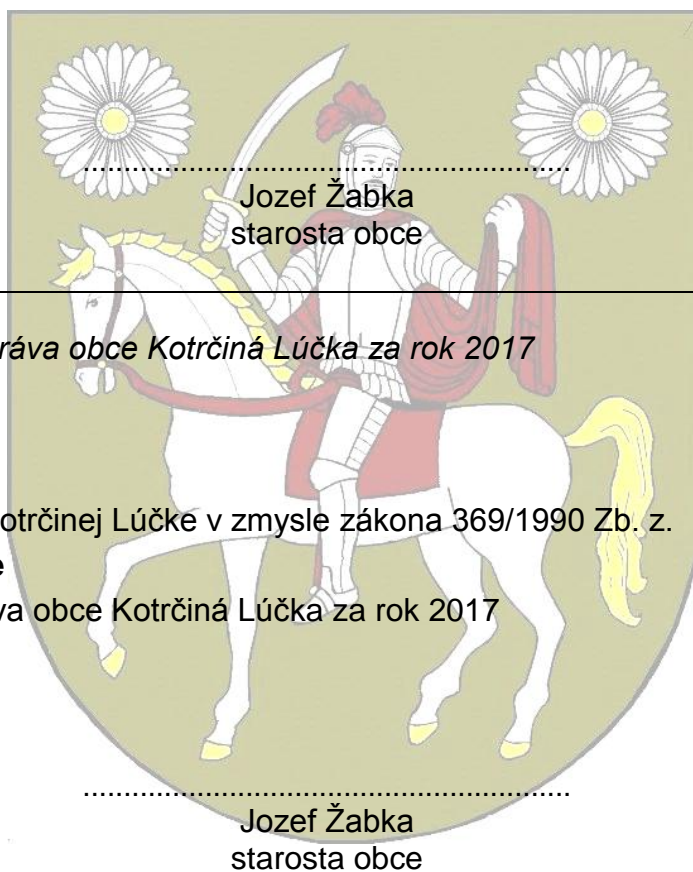 ............................................................
Jozef Žabka
starosta obce
ráva obce Kotrčiná Lúčka za rok 2017
otrčinej Lúčke v zmysle zákona 369/1990 Zb. z.
e
va obce Kotrčiná Lúčka za rok 2017
............................................................
Jozef Žabka
starosta obce